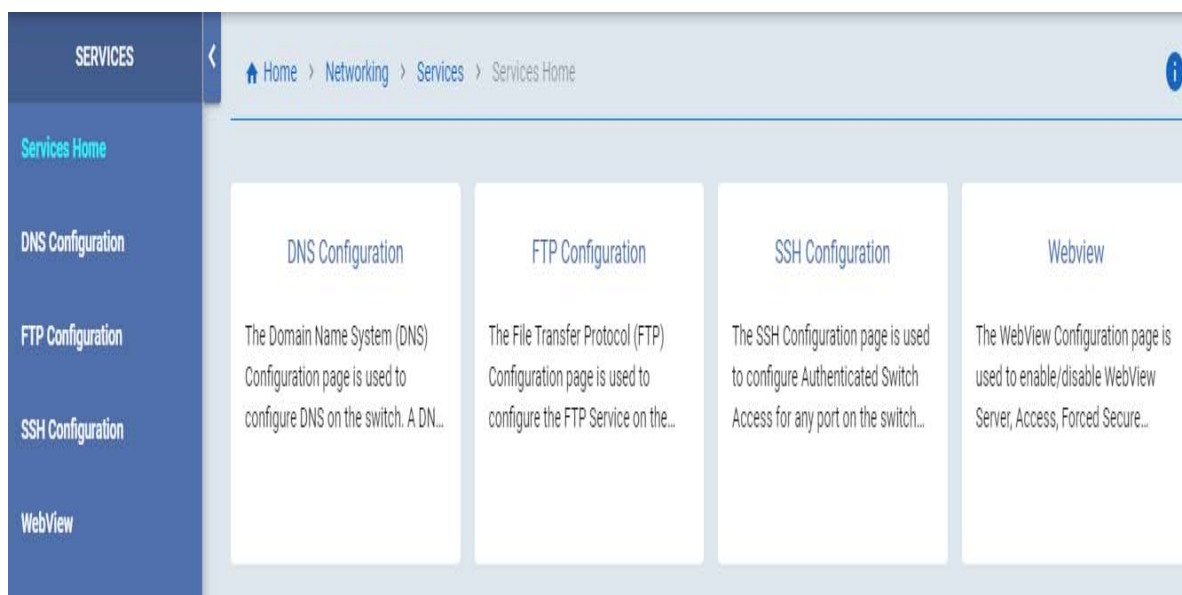 SERVICES
Home > Networking > Services > Services Home
Services Home
DNS Configuration
FTP Configuration
SSH Configuration
WebView
DNS Configuration
The Domain Name System (DNS)
Configuration page is used to
configure DNS on the switch. A DN...
FTP Configuration
The File Transfer Protocol (FTP)
Configuration page is used to
configure the FTP Service on the...
SSH Configuration
The SSH Configuration page is used
to configure Authenticated Switch
Access for any port on the switch...
Webview
The WebView Configuration page is
used to enable/disable WebView
Server, Access, Forced Secure...